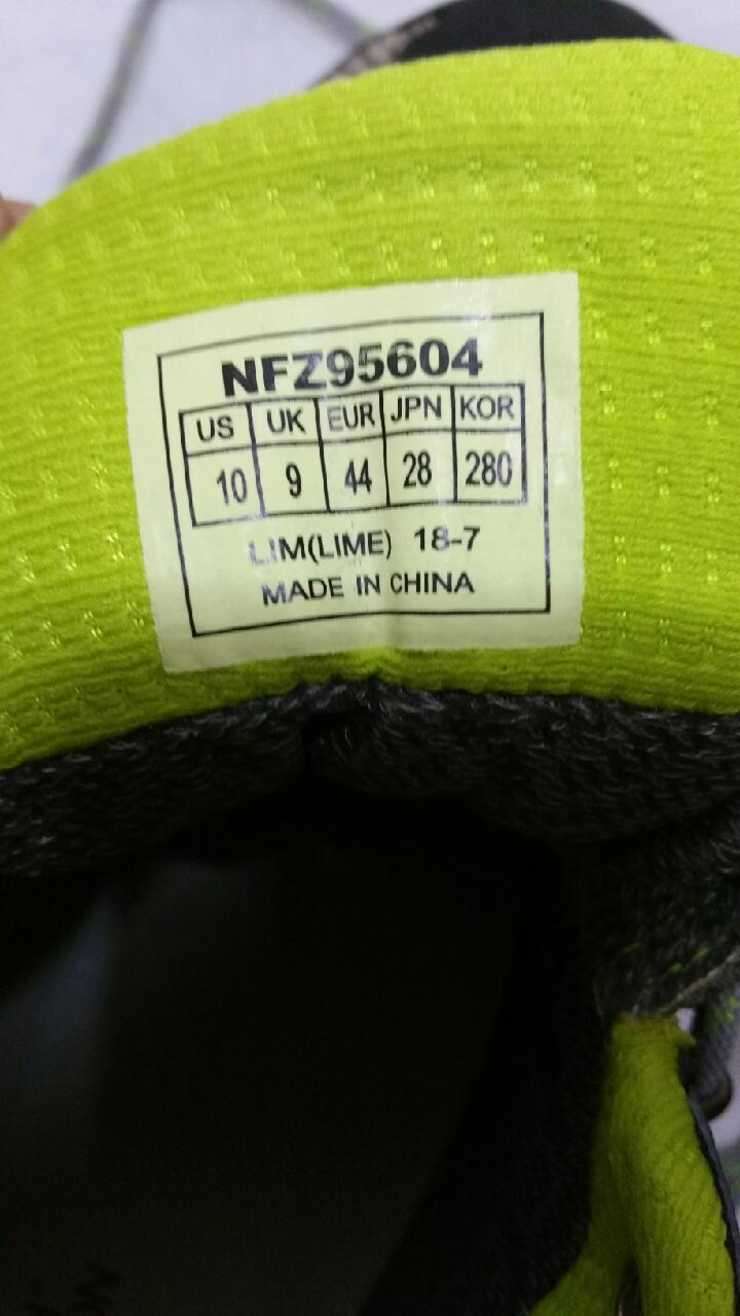 NFZ95604
US UK EUR JPN KOR
10 9 44 28 280
LIM(LIME) 18-7
MADE IN CHINA